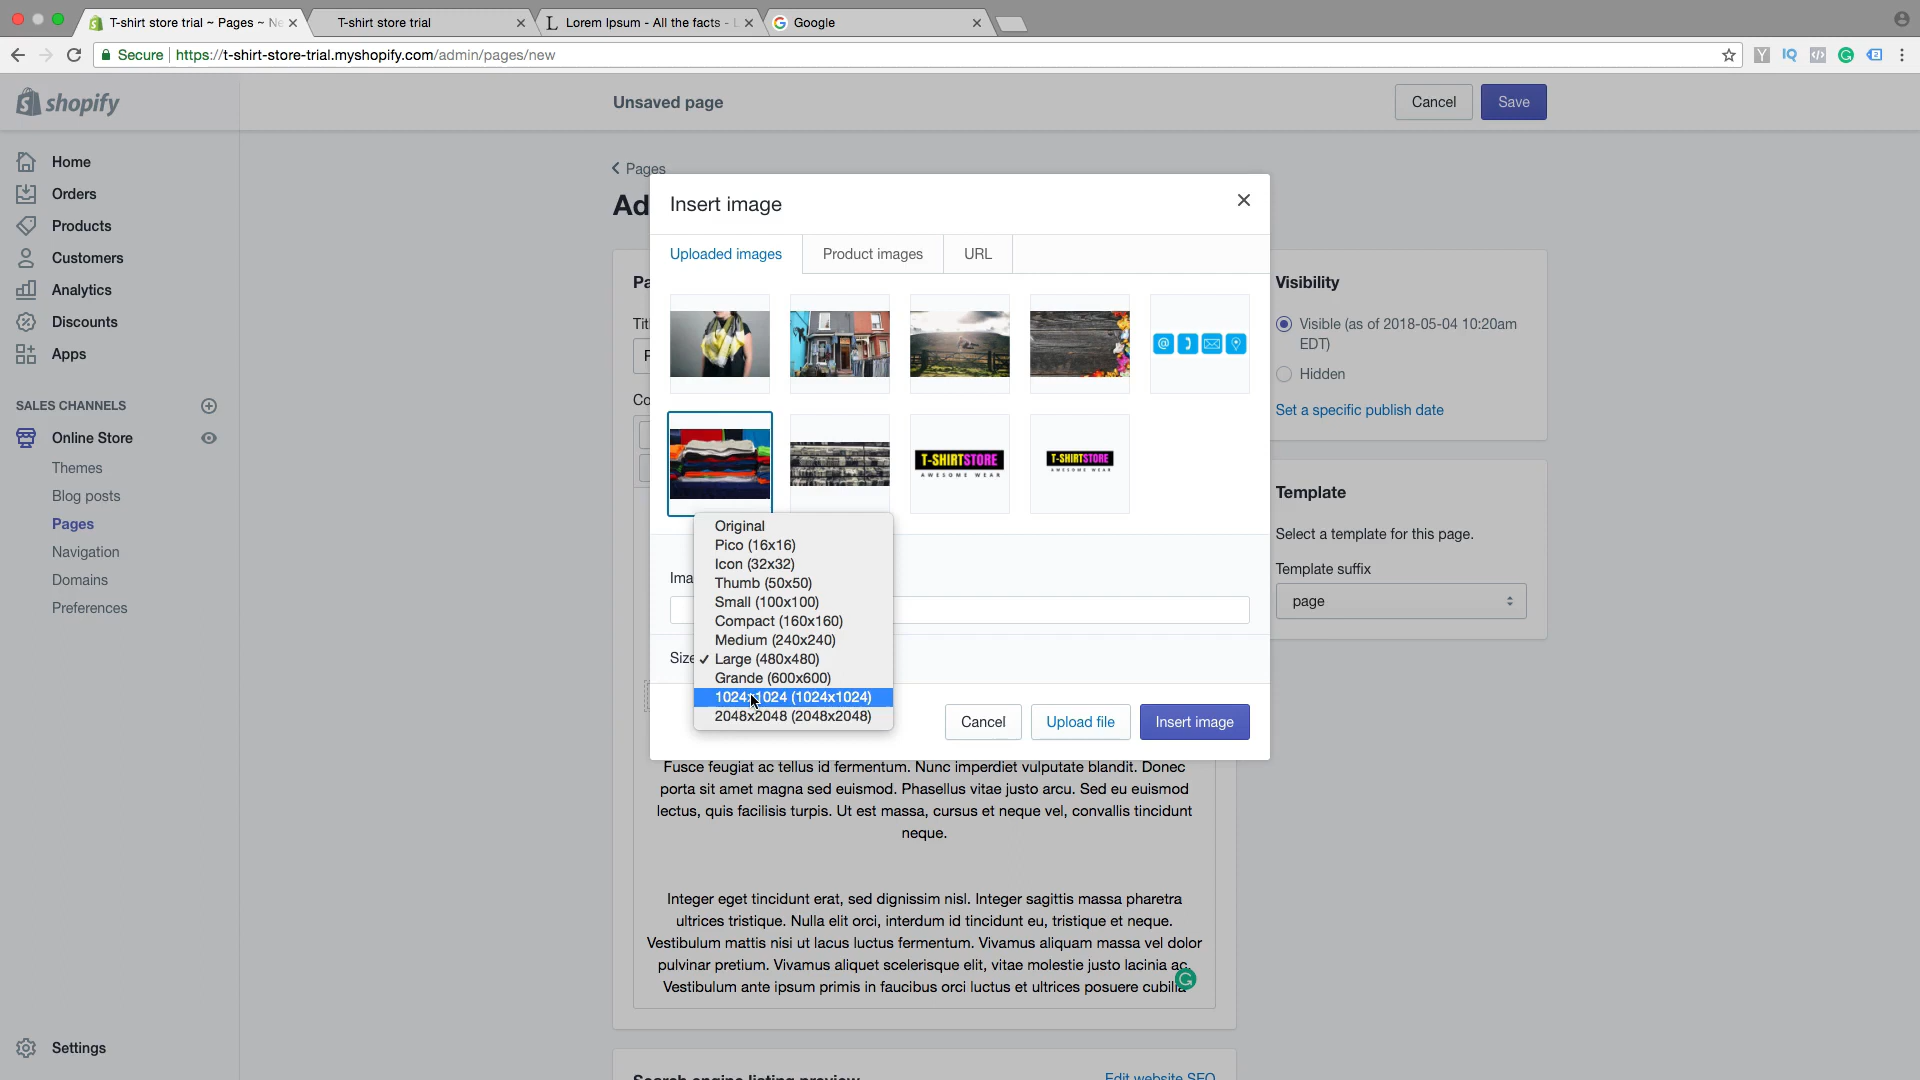 T-shirt store trial ~ Pages ~ Ne
T-shirt store trial
Lorem Ipsum - All the facts - L
Google
Secure
https://t-shirt-store-trial.myshopify.com/admin/pages/new
shopify
Unsaved page
Cancel
Save
Home
Orders
Products
Customers
Analytics
Discounts
Apps
SALES CHANNELS
Online Store
Themes
Blog posts
Pages
Navigation
Domains
Preferences
Settings
Pages
Ad
Pa
Tit
Co
Insert image
Uploaded images
Product images
URL
T-SHIRTSTORE
AWESOME WEAR
T-SHIRTSTORE
AWESOME WEAR
Ima
Size
Original
Pico (16x16)
Icon (32x32)
Thumb (50x50)
Small (100x100)
Compact (160x160)
Medium (240x240)
✓ Large (480x480)
Grande (600x600)
1024x1024 (1024x1024)
2048x2048 (2048x2048)
Cancel
Upload file
Insert image
Fusce feugiat ac tellus id fermentum. Nunc imperdiet vulputate blandit. Donec
porta sit amet magna sed euismod. Phasellus vitae justo arcu. Sed eu euismod
lectus, quis facilisis turpis. Ut est massa, cursus et neque vel, convallis tincidunt
neque.
Integer eget tincidunt erat, sed dignissim nisl. Integer sagittis massa pharetra
ultrices tristique. Nulla elit orci, interdum id tincidunt eu, tristique et neque.
Vestibulum mattis nisi ut lacus luctus fermentum. Vivamus aliquam massa vel dolor
pulvinar pretium. Vivamus aliquet scelerisque elit, vitae molestie justo lacinia ac.
Vestibulum ante ipsum primis in faucibus orci luctus et ultrices posuere cubilia
Visibility
Visible (as of 2018-05-04 10:20am
EDT)
Hidden
Set a specific publish date
Template
Select a template for this page.
Template suffix
page
Search engine listing preview
Edit website SEO